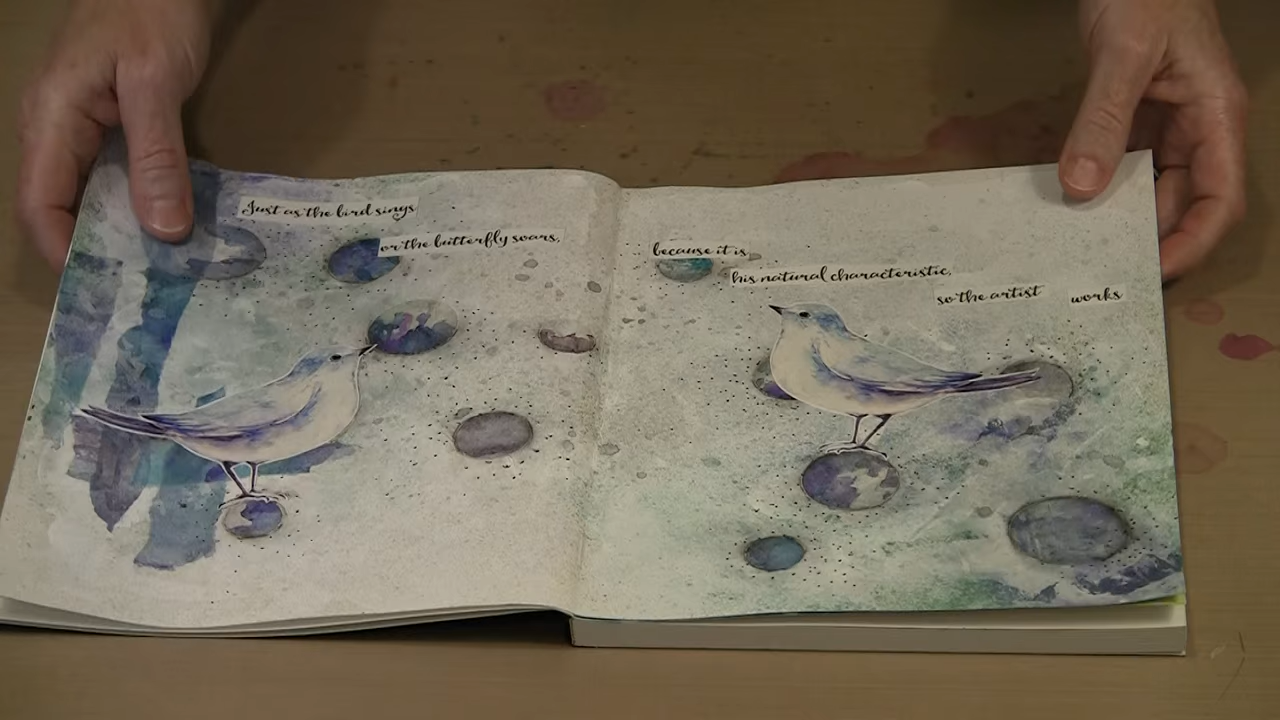 Just as the bird sings
or the butterfly soars,
because it is
his natural characteristic,
so the artist works